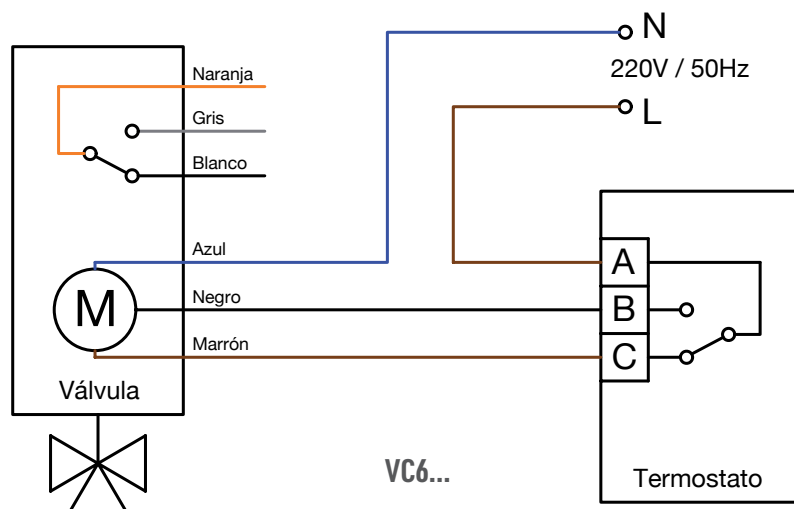 N
220V / 50Hz
L
Naranja
Gris
Blanco
Azul
Negro
Marrón
M
Válvula
A
B
C
VC6...
Termostato